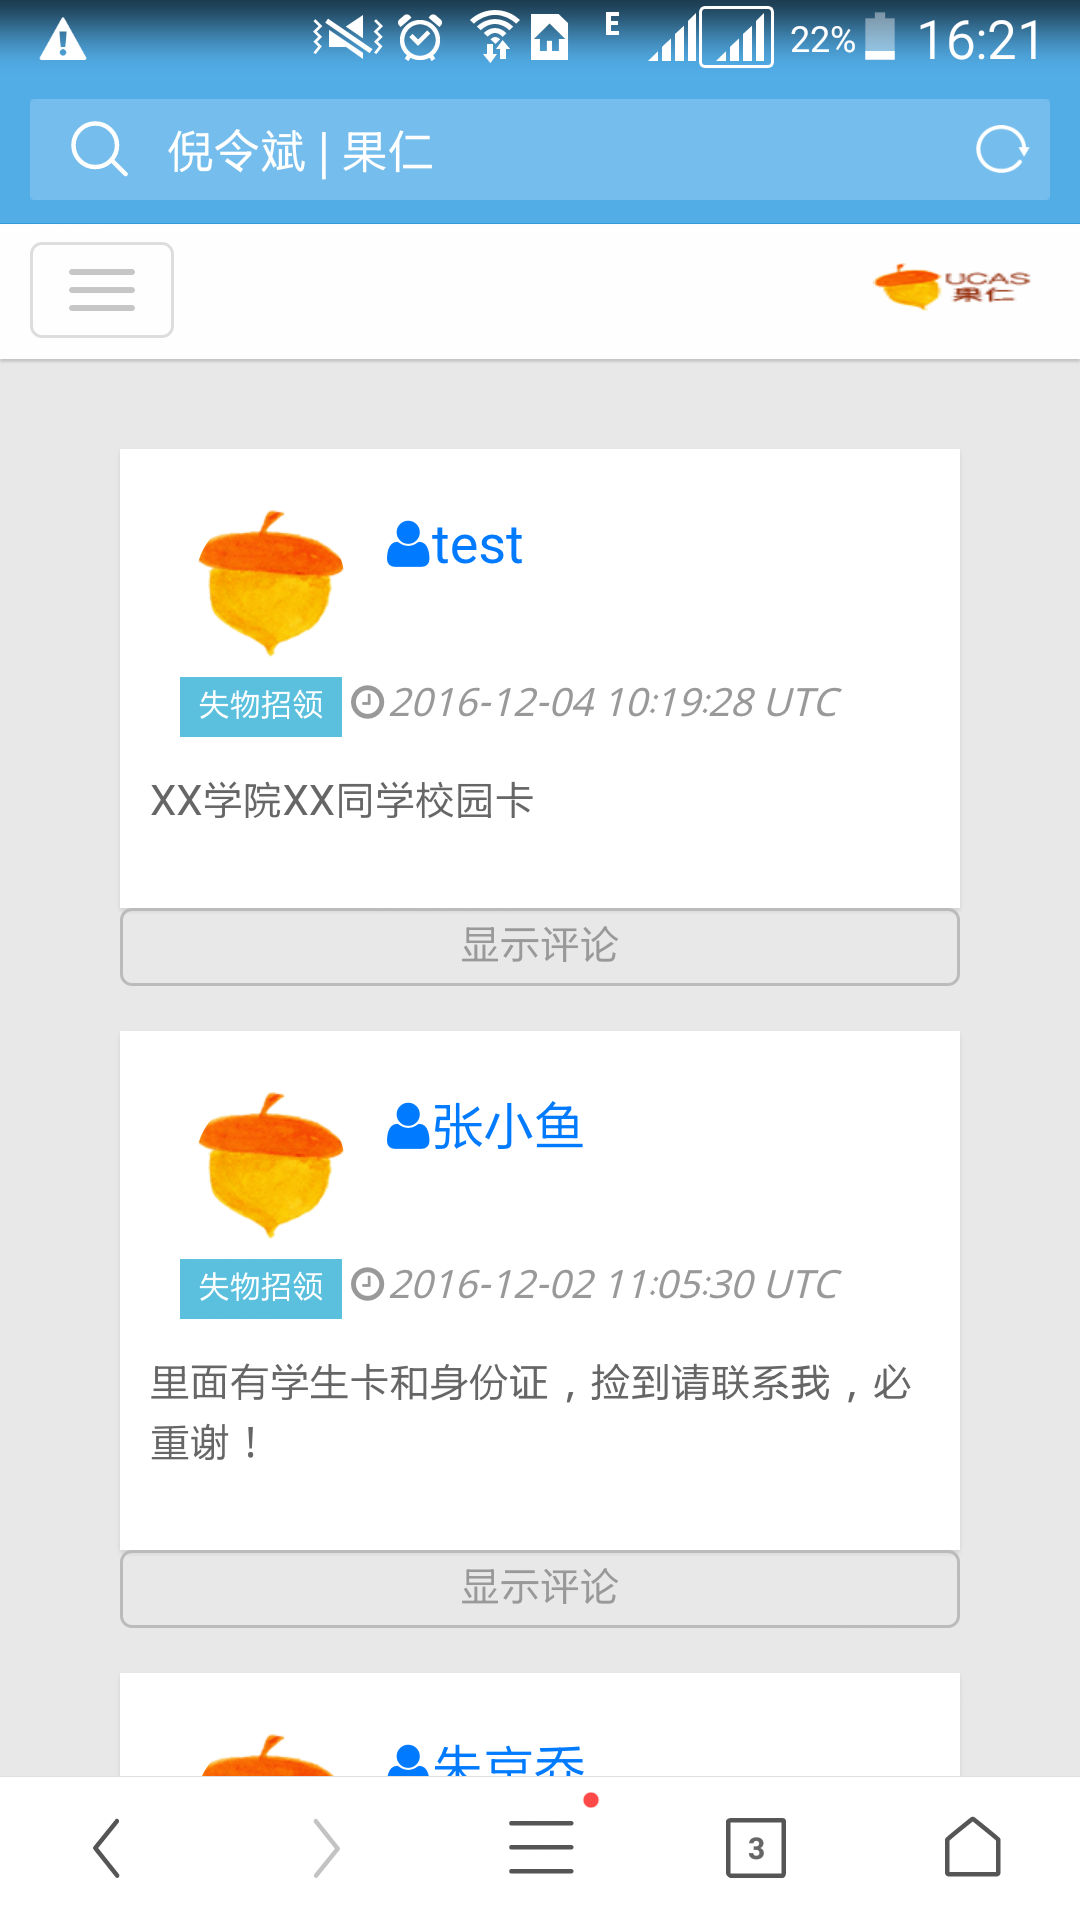 E 22% 16:21
倪令斌 | 果仁
UCAS
果仁
test
失物招领 2016-12-04 10:19:28 UTC
XX学院XX同学校园卡
显示评论
张小鱼
失物招领 2016-12-02 11:05:30 UTC
里面有学生卡和身份证，捡到请联系我，必
重谢！
显示评论
朱京乔
3